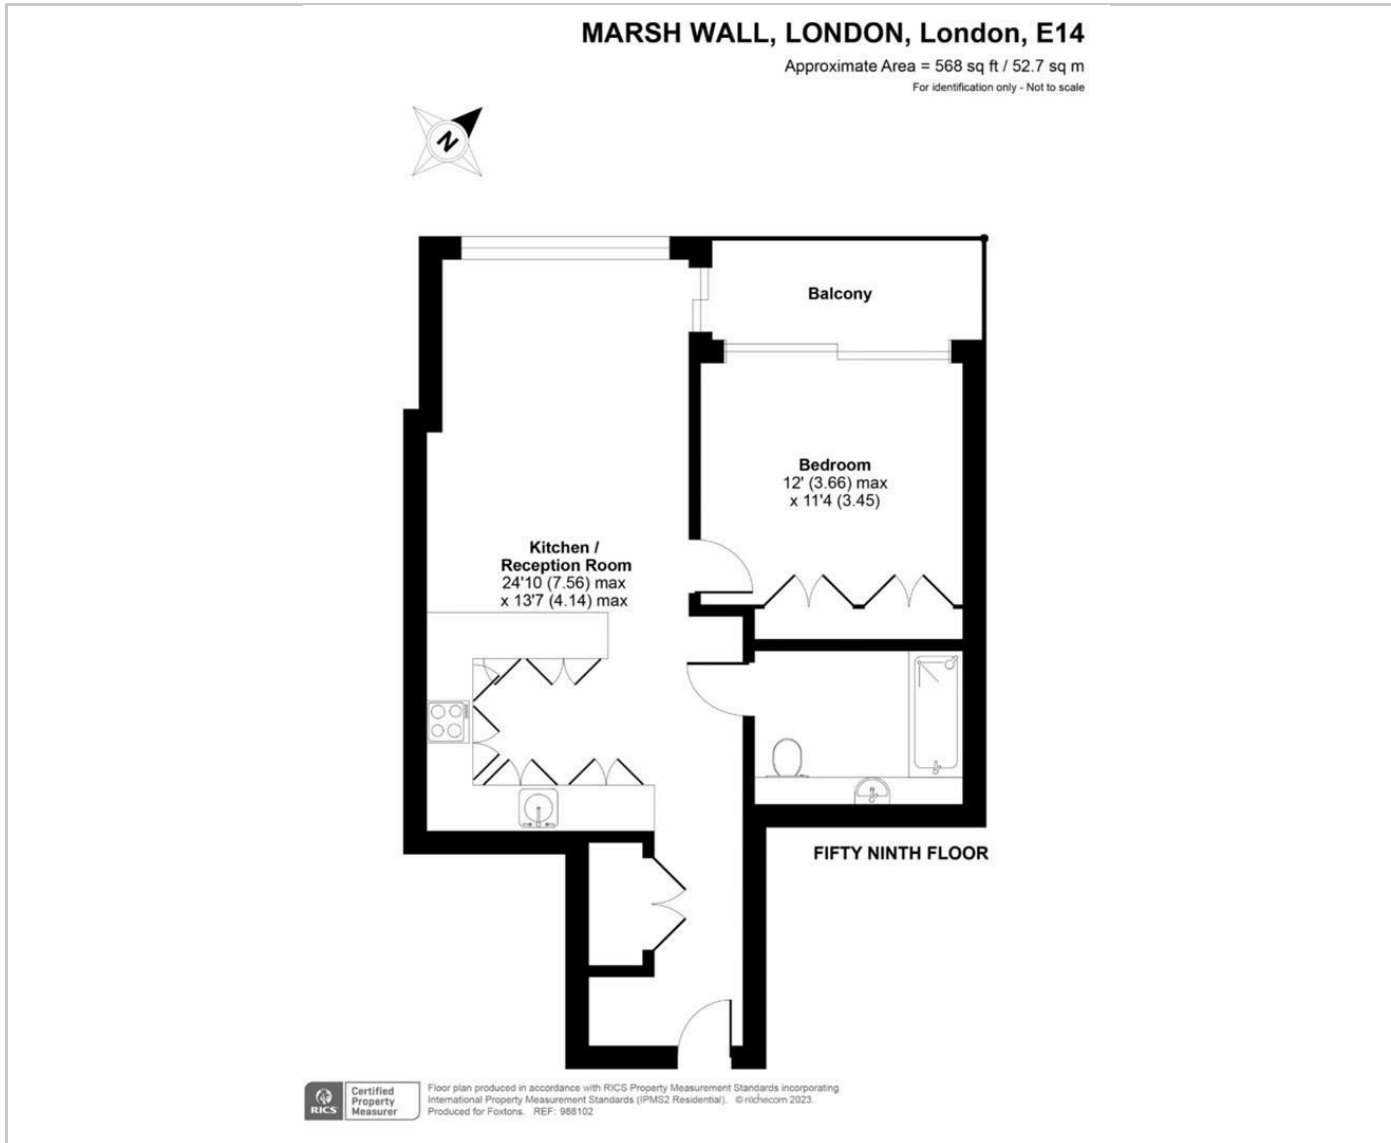 MARSH WALL, LONDON, London, E14
Approximate Area = 568 sq ft / 52.7 sq m
For identification only - Not to scale
N
Balcony
Bedroom
12' (3.66) max
x 11'4 (3.45)
Kitchen /
Reception Room
24'10 (7.56) max
x 13'7 (4.14) max
FIFTY NINTH FLOOR
RICS
Certified
Property
Measurer
Floor plan produced in accordance with RICS Property Measurement Standards incorporating
International Property Measurement Standards (IPMS2 Residential). © nichecom 2023.
Produced for Foxtons. REF: 988102